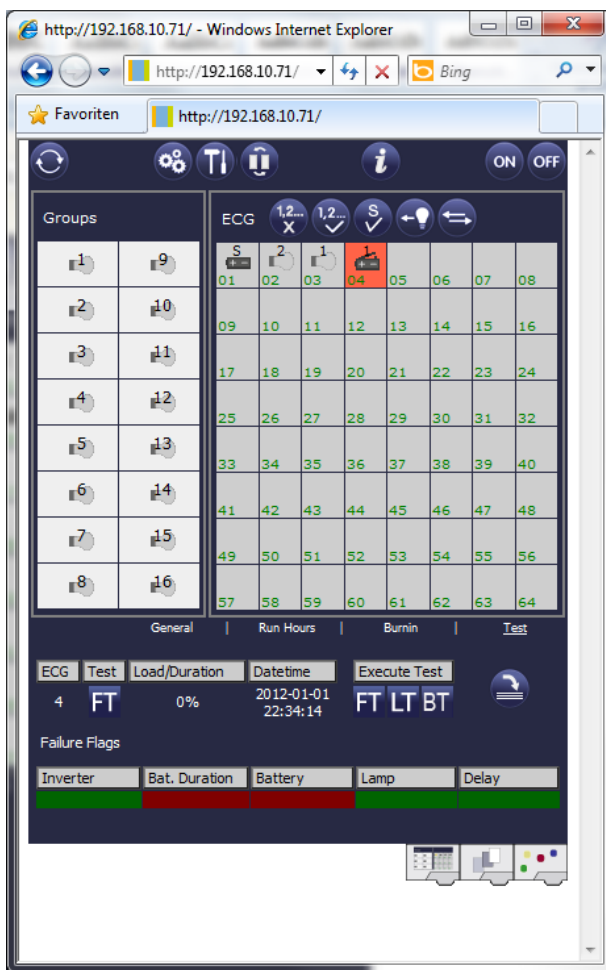 http://192.168.10.71/ - Windows Internet Explorer
http://192.168.10.71/ Bing
Favoriten http://192.168.10.71/
i ON OFF
Groups ECG 1,2... X 1,2... S
1 9 S 2 1 1
01 02 03 04 05 06 07 08
2 10
09 10 11 12 13 14 15 16
3 11
17 18 19 20 21 22 23 24
4 12
25 26 27 28 29 30 31 32
5 13
33 34 35 36 37 38 39 40
6 14
41 42 43 44 45 46 47 48
7 15
49 50 51 52 53 54 55 56
8 16
57 58 59 60 61 62 63 64
General | Run Hours | Burnin | Test
ECG Test Load/Duration Datetime Execute Test
4 FT 0% 2012-01-01 FT LT BT
22:34:14
Failure Flags
Inverter Bat. Duration Battery Lamp Delay